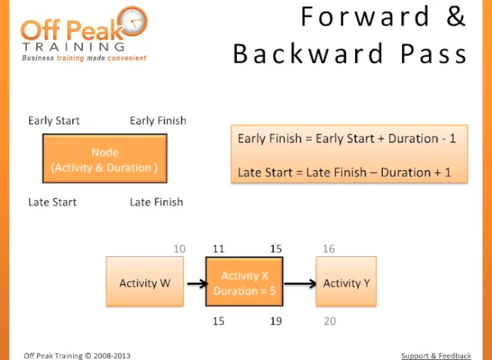 Off Peak
TRAINING
Business training made convenient
Forward &
Backward Pass
Early Start Early Finish
Node
(Activity & Duration )
Late Start Late Finish
Early Finish = Early Start + Duration - 1
Late Start = Late Finish – Duration + 1
10 11 15 16
Activity W
Activity X
Duration = 5
Activity Y
15 19 20
Off Peak Training © 2008-2013
Support & Feedback